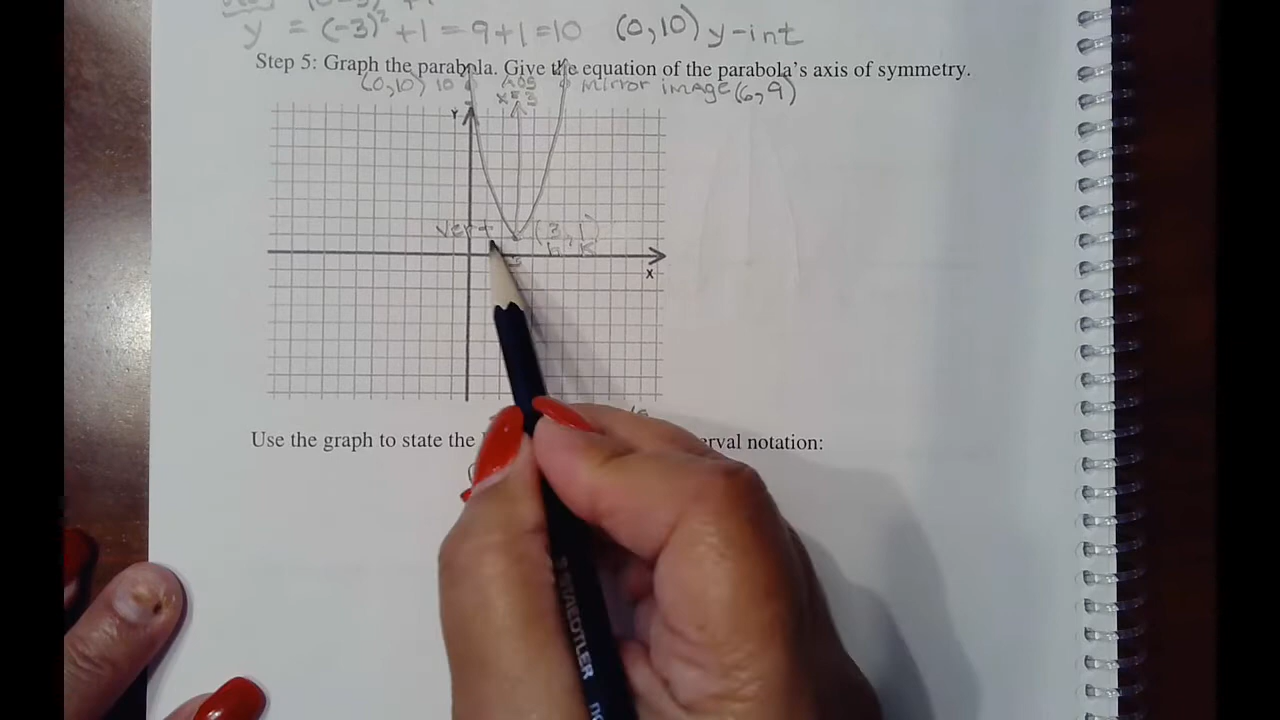 y = (-3)² + 1 = 9+1 = 10 (0,10) y-int
Step 5: Graph the parabola. Give the equation of the parabola's axis of symmetry.
(0,10) 10 AOS mirror image (6,9)
x = 3
Y
Vert (3, 1)
h K
3
x
Use the graph to state the erval notation:
STAEDTLER